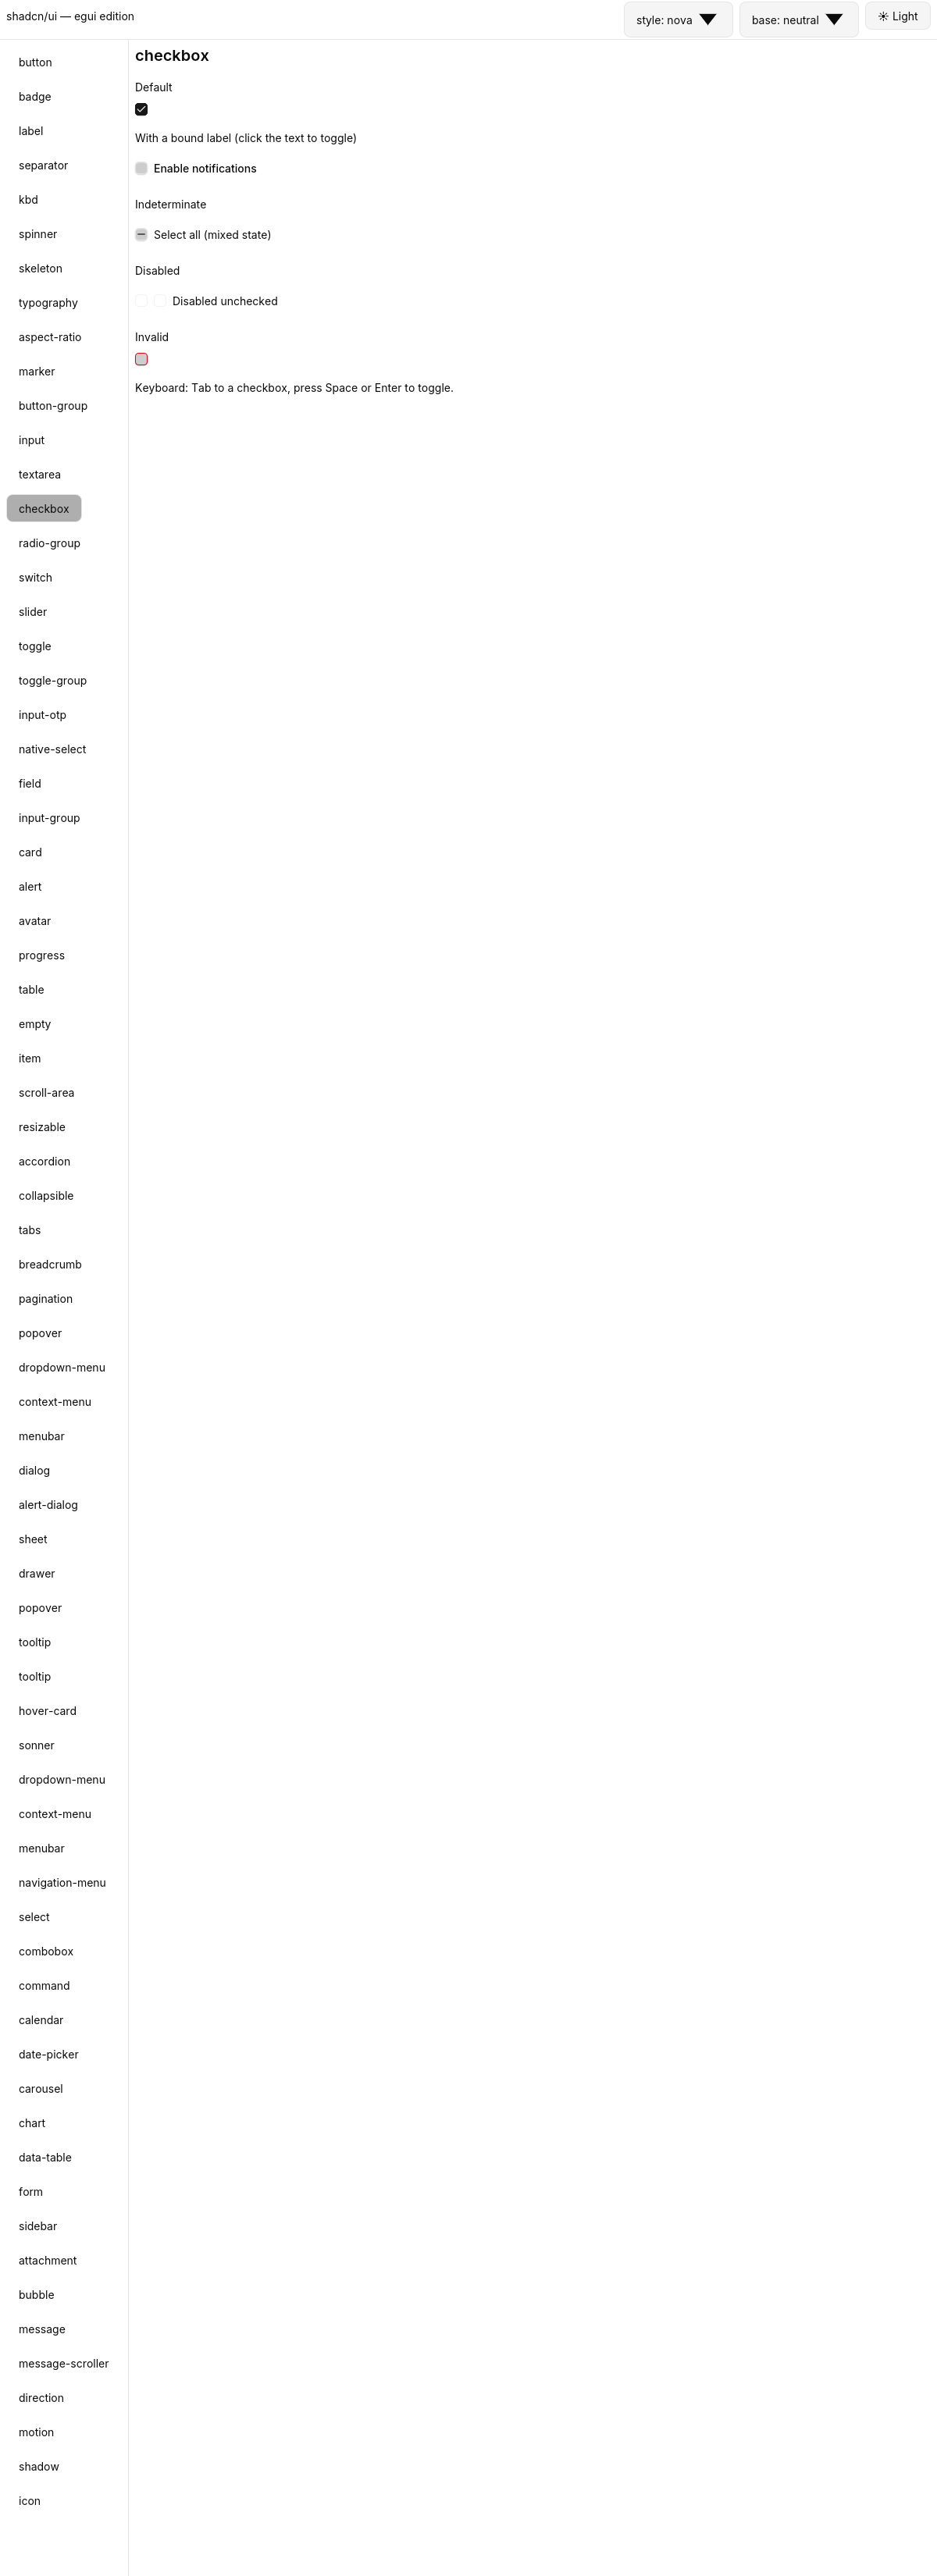 shadcn/ui — egui edition
style: nova
base: neutral
☀ Light
button
badge
label
separator
kbd
spinner
skeleton
typography
aspect-ratio
marker
button-group
input
textarea
checkbox
radio-group
switch
slider
toggle
toggle-group
input-otp
native-select
field
input-group
card
alert
avatar
progress
table
empty
item
scroll-area
resizable
accordion
collapsible
tabs
breadcrumb
pagination
popover
dropdown-menu
context-menu
menubar
dialog
alert-dialog
sheet
drawer
popover
tooltip
tooltip
hover-card
sonner
dropdown-menu
context-menu
menubar
navigation-menu
select
combobox
command
calendar
date-picker
carousel
chart
data-table
form
sidebar
attachment
bubble
message
message-scroller
direction
motion
shadow
icon
checkbox
Default
With a bound label (click the text to toggle)
Enable notifications
Indeterminate
Select all (mixed state)
Disabled
Disabled unchecked
Invalid
Keyboard: Tab to a checkbox, press Space or Enter to toggle.